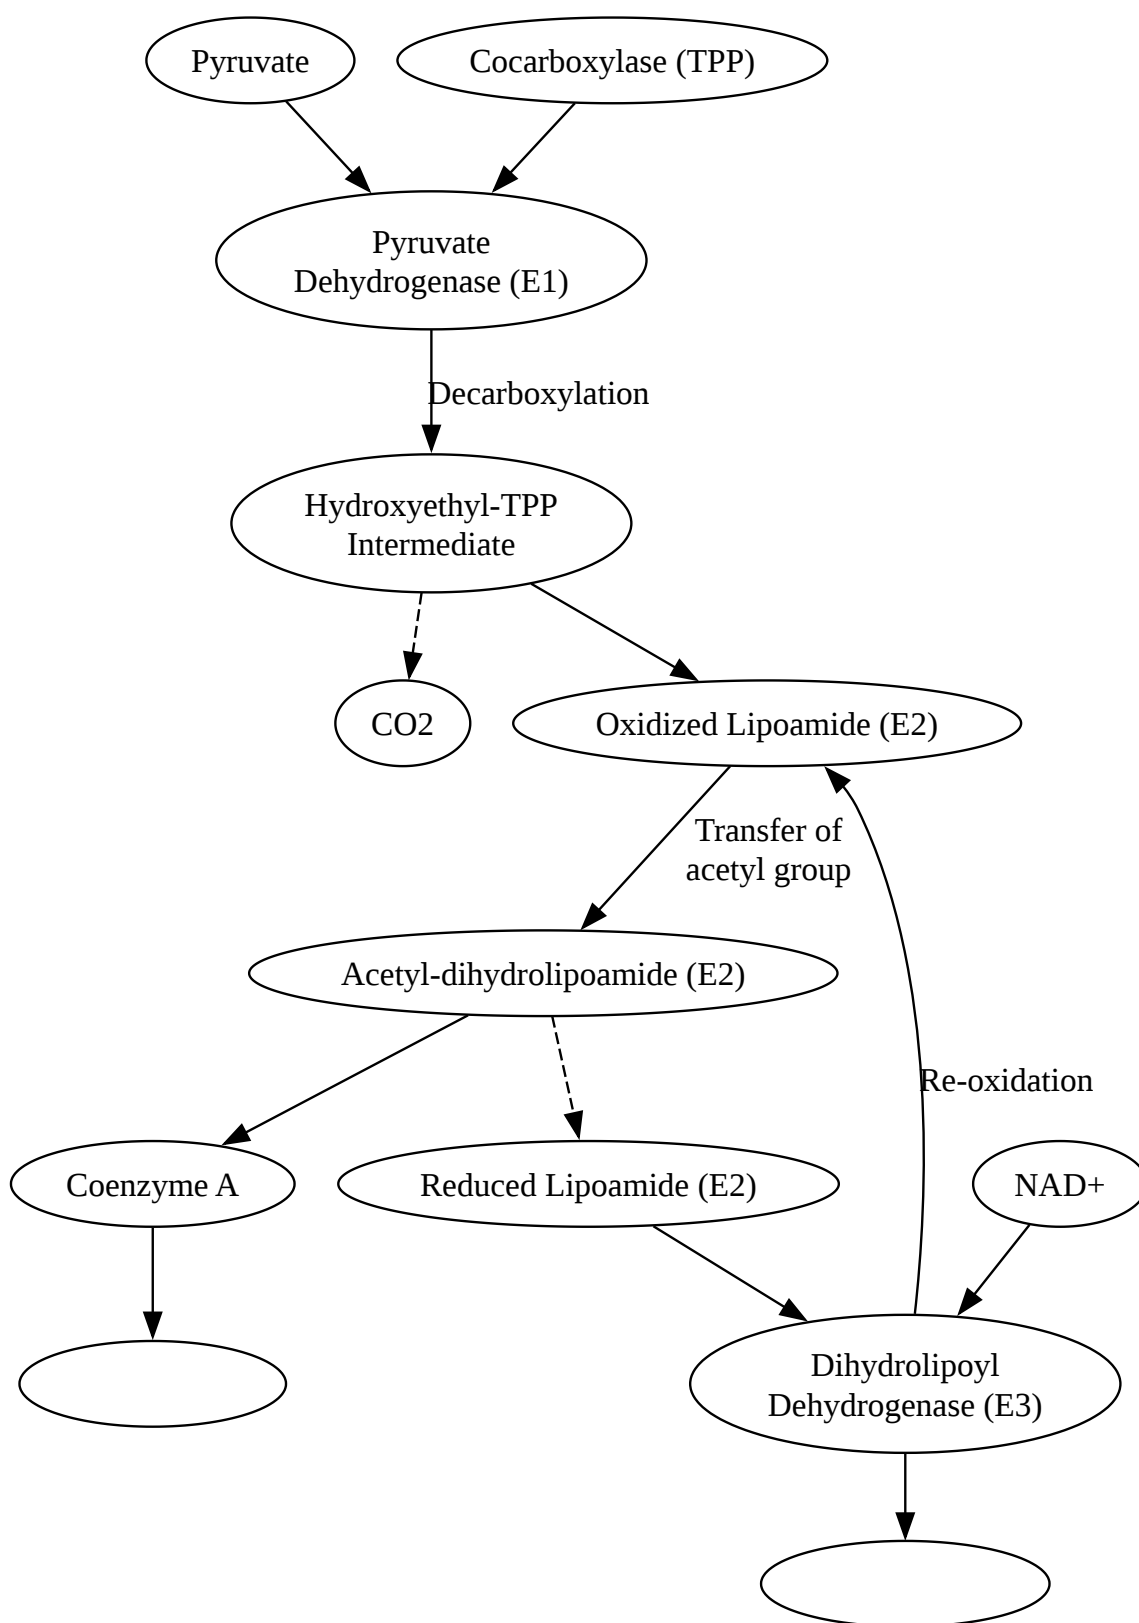 Pyruvate
Cocarboxylase (TPP)
Pyruvate
Dehydrogenase (E1)
Decarboxylation
Hydroxyethyl-TPP
Intermediate
CO2
Oxidized Lipoamide (E2)
Transfer of
acetyl group
Acetyl-dihydrolipoamide (E2)
Re-oxidation
Coenzyme A
Reduced Lipoamide (E2)
NAD+
Dihydrolipoyl
Dehydrogenase (E3)